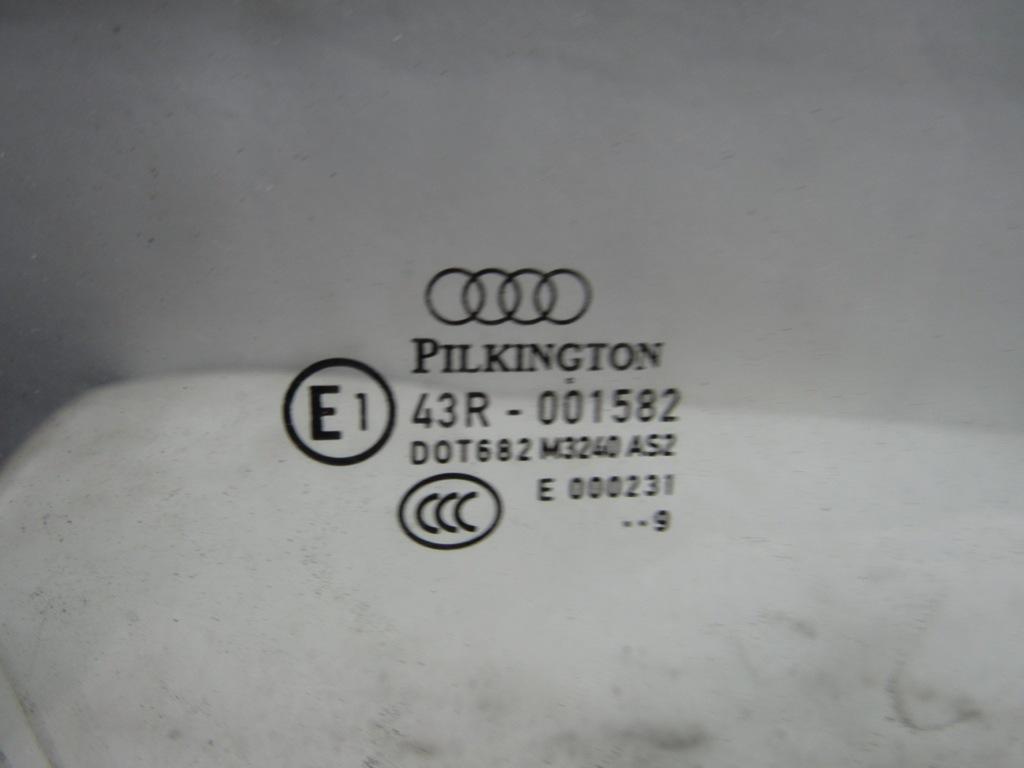 PILKINGTON
E1 43R - 001582
DOT682 M3240 AS2
CCC E 000231
--9